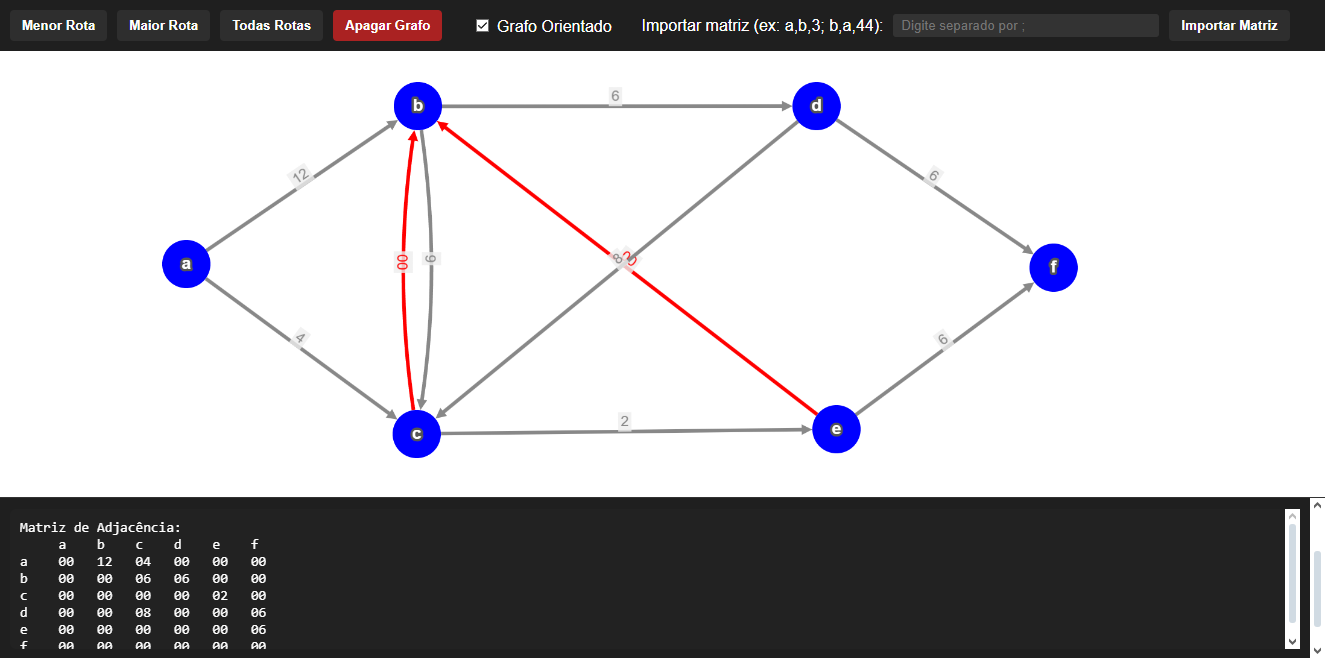 Menor Rota Maior Rota Todas Rotas Apagar Grafo Grafo Orientado Importar matriz (ex: a,b,3; b,a,44): Digite separado por ; Importar Matriz
b 6 d
12 6
a 00 6 8 f
4 6
c 2 e
Matriz de Adjacência:
a b c d e f
a 00 12 04 00 00 00
b 00 00 06 06 00 00
c 00 00 00 00 02 00
d 00 00 08 00 00 06
e 00 00 00 00 00 06
f 00 00 00 00 00 00